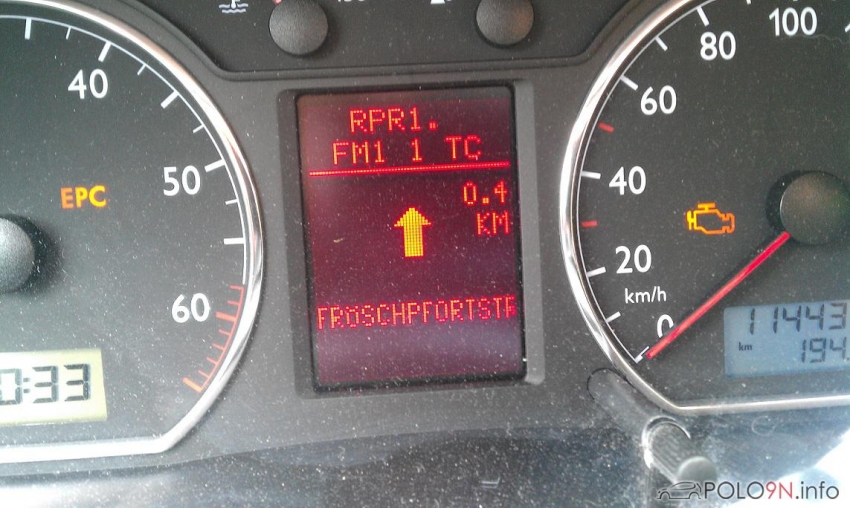 RPR1.
FM1 1 TC
0.4
KM
FROSCHPFORTSTR
EPC
40
50
60
0:33
0
20
40
60
80
100
km/h
11443
km
194
POLO9N.info